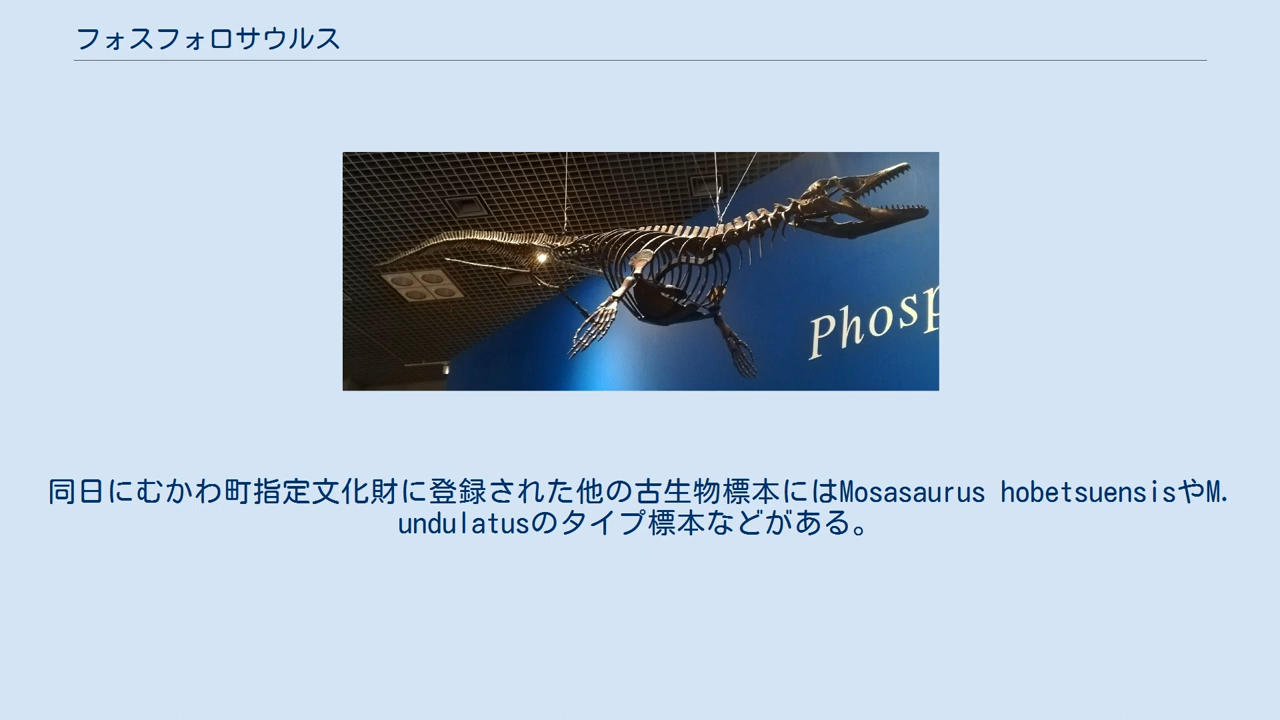 フォスフォロサウルス
Phosp
同日にむかわ町指定文化財に登録された他の古生物標本にはMosasaurus hobetsuensisやM.
undulatusのタイプ標本などがある。